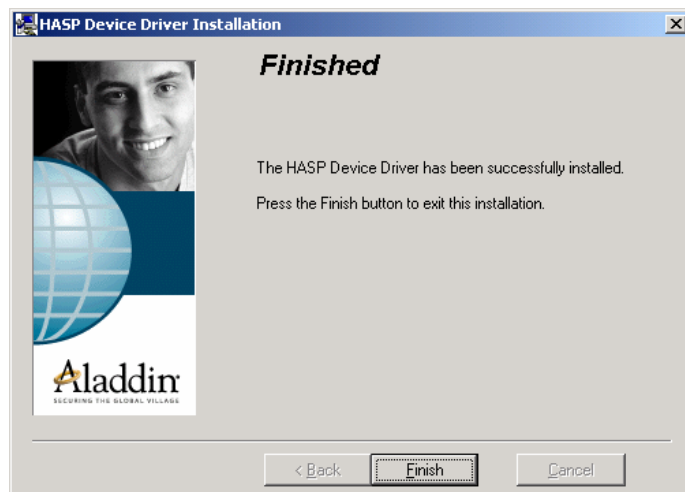 HASP Device Driver Installation
Finished
The HASP Device Driver has been successfully installed.
Press the Finish button to exit this installation.
Aladdin
SECURING THE GLOBAL VILLAGE
< Back
Finish
Cancel